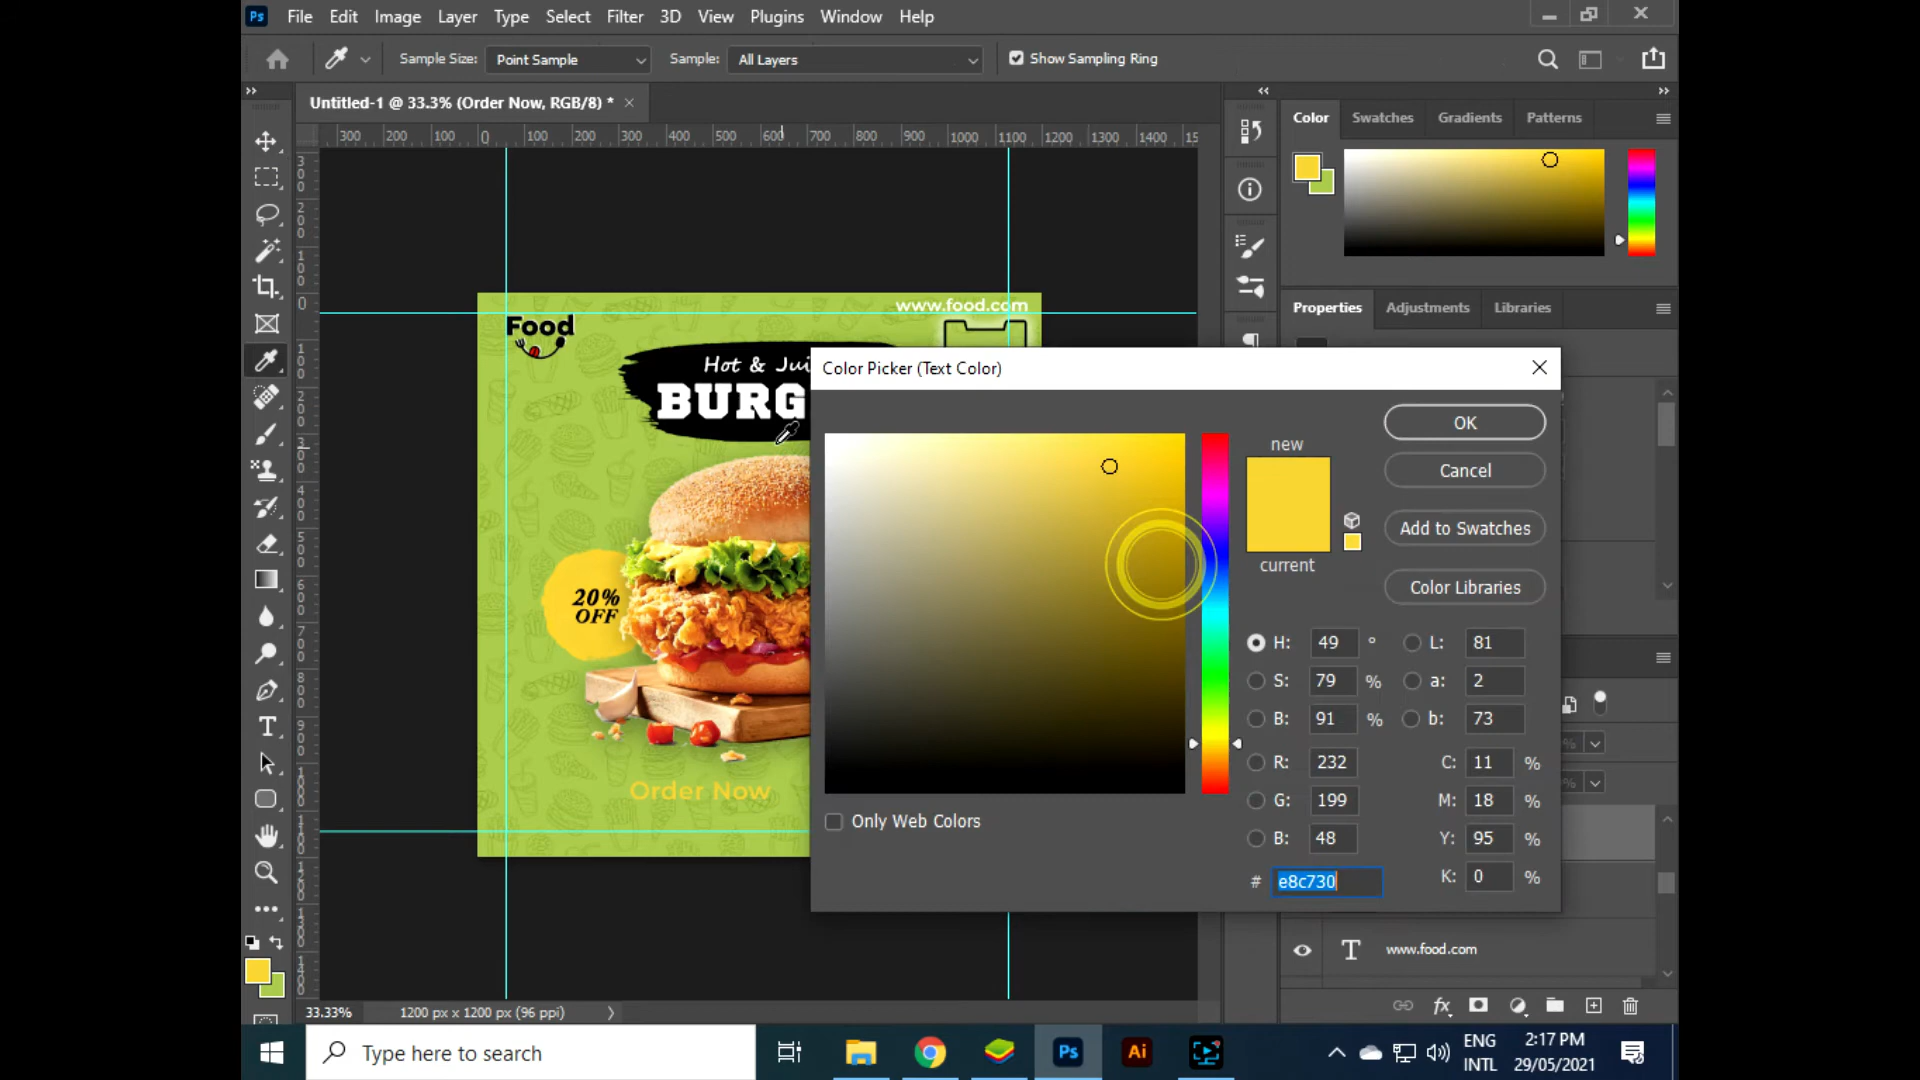 Ps File Edit Image Layer Type Select Filter 3D View Plugins Window Help
Sample Size: Point Sample Sample: All Layers Show Sampling Ring
Untitled-1 @ 33.3% (Order Now, RGB/8) *
Color Swatches Gradients Patterns
300 200 100 0 100 200 300 400 500 600 700 800 900 1000 1100 1200 1300 1400 15
Properties Adjustments Libraries
www.food.com
Food
Hot & Jui
BURG
20%
OFF
Order Now
Color Picker (Text Color)
new
current
OK
Cancel
Add to Swatches
Color Libraries
H: 49 ° L: 81
S: 79 % a: 2
B: 91 % b: 73
R: 232 C: 11 %
G: 199 M: 18 %
B: 48 Y: 95 %
# e8c730 K: 0 %
Only Web Colors
T www.food.com
fx
33.33% 1200 px x 1200 px (96 ppi)
Type here to search
Ps Ai
ENG
INTL
2:17 PM
29/05/2021